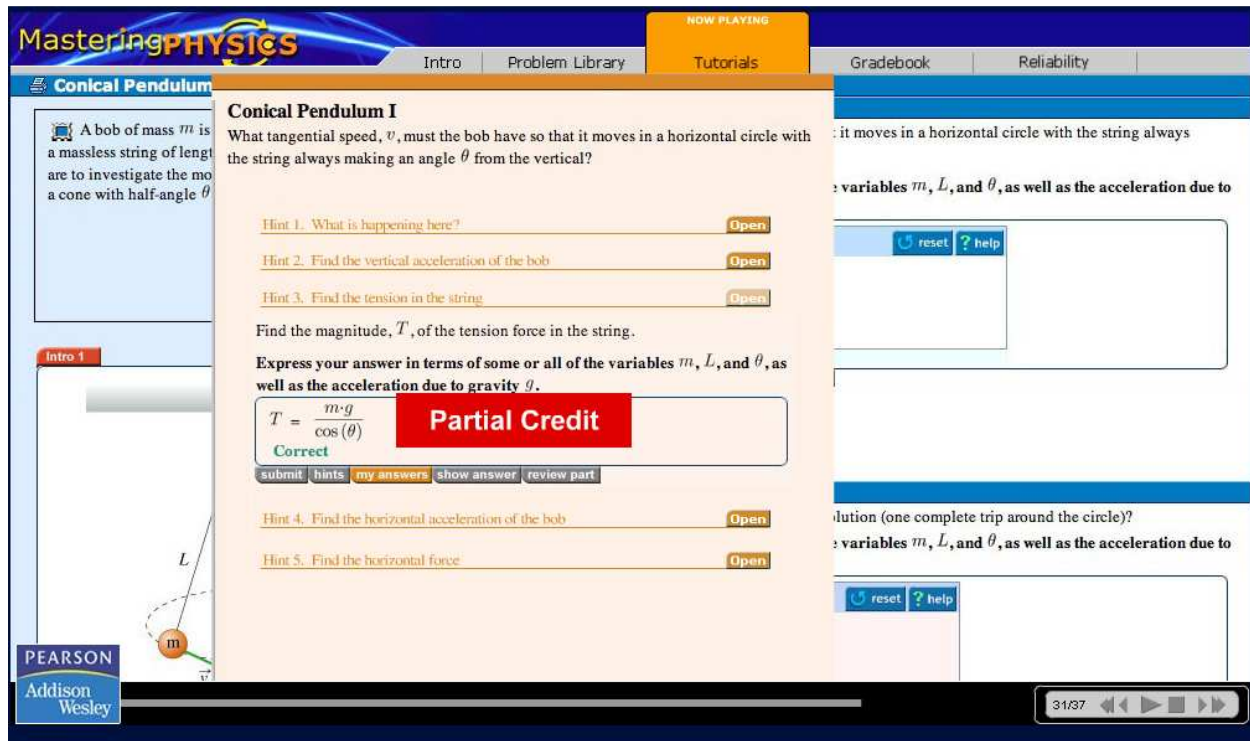 MasteringPHYSICS
NOW PLAYING
Intro
Problem Library
Tutorials
Gradebook
Reliability
Conical Pendulum
A bob of mass m is
a massless string of lengt
are to investigate the mo
a cone with half-angle θ
Intro 1
L
m
v
Conical Pendulum I
What tangential speed, v, must the bob have so that it moves in a horizontal circle with
the string always making an angle θ from the vertical?
Hint 1. What is happening here? Open
Hint 2. Find the vertical acceleration of the bob Open
Hint 3. Find the tension in the string Open
Find the magnitude, T, of the tension force in the string.
Express your answer in terms of some or all of the variables m, L, and θ, as
well as the acceleration due to gravity g.
T = m·g / cos (θ)
Partial Credit
Correct
submit hints my answers show answer review part
Hint 4. Find the horizontal acceleration of the bob Open
Hint 5. Find the horizontal force Open
: it moves in a horizontal circle with the string always
variables m, L, and θ, as well as the acceleration due to
reset ? help
lution (one complete trip around the circle)?
variables m, L, and θ, as well as the acceleration due to
reset ? help
PEARSON
Addison
Wesley
31/37